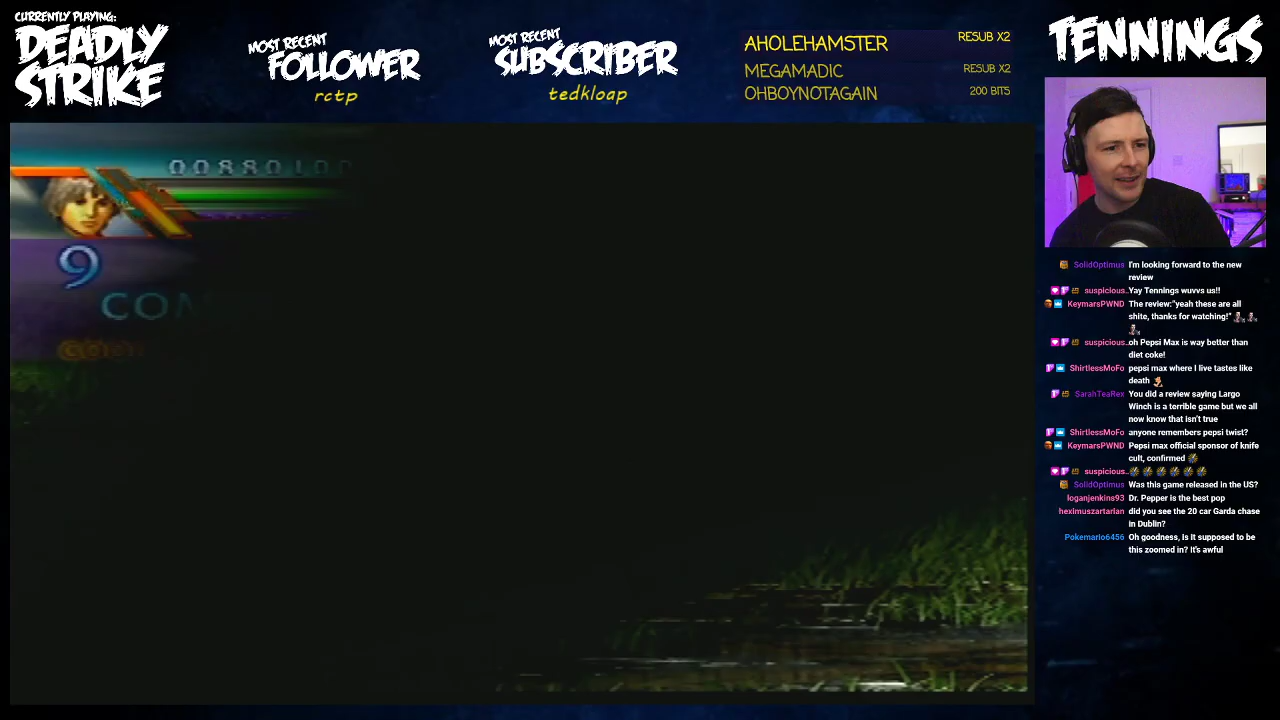 CURRENTLY PLAYING:
DEADLY
STRIKE
MOST RECENT
FOLLOWER
rctp
MOST RECENT
SUBSCRIBER
tedkloap
AHOLEHAMSTER RESUB X2
MEGAMADIC RESUB X2
OHBOYNOTAGAIN 200 BITS
TENNINGS
9
SolidOptimus I'm looking forward to the new
review
suspicious.. Yay Tennings wuvvs us!!
KeymarsPWND The review:"yeah these are all
shite, thanks for watching!"
suspicious.. oh Pepsi Max is way better than
diet coke!
ShirtlessMoFo pepsi max where I live tastes like
death
SarahTeaRex You did a review saying Largo
Winch is a terrible game but we all
now know that isn't true
ShirtlessMoFo anyone remembers pepsi twist?
KeymarsPWND Pepsi max official sponsor of knife
cult, confirmed
suspicious..
SolidOptimus Was this game released in the US?
loganjenkins93 Dr. Pepper is the best pop
heximuszartarian did you see the 20 car Garda chase
in Dublin?
Pokemario6456 Oh goodness, is it supposed to be
this zoomed in? It's awful